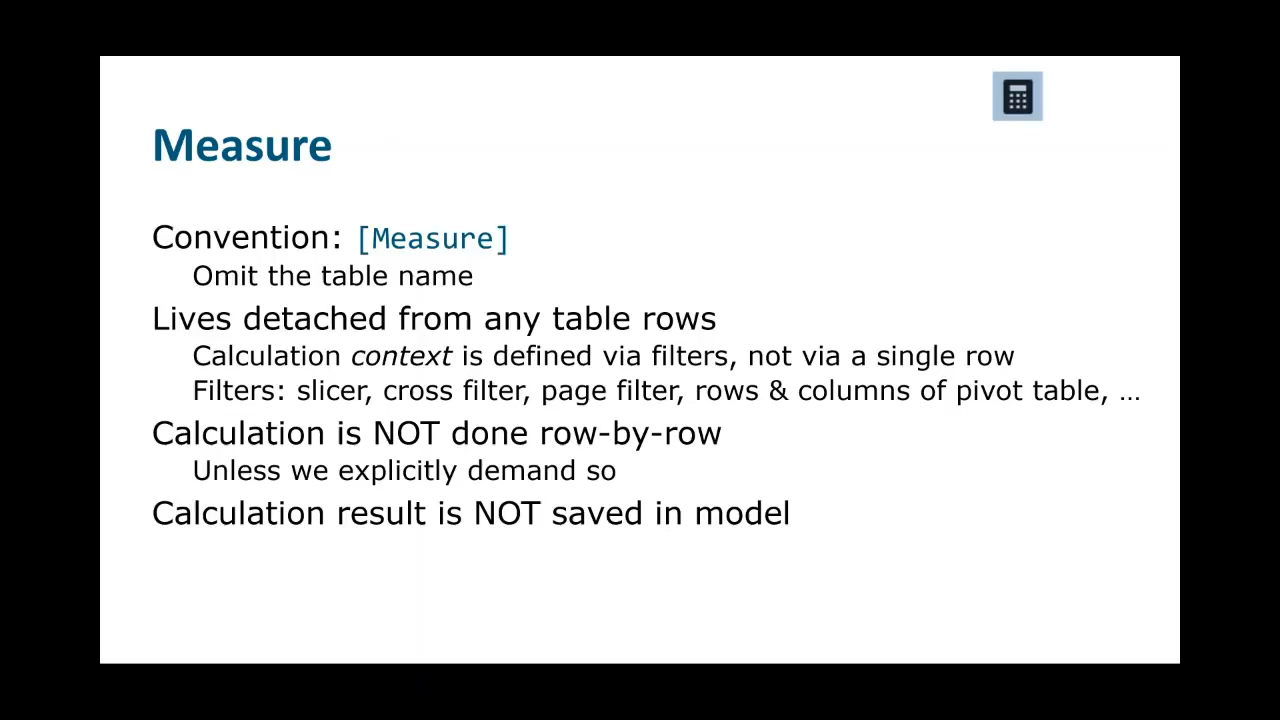 Measure
Convention: [Measure]
Omit the table name
Lives detached from any table rows
Calculation context is defined via filters, not via a single row
Filters: slicer, cross filter, page filter, rows & columns of pivot table, …
Calculation is NOT done row-by-row
Unless we explicitly demand so
Calculation result is NOT saved in model